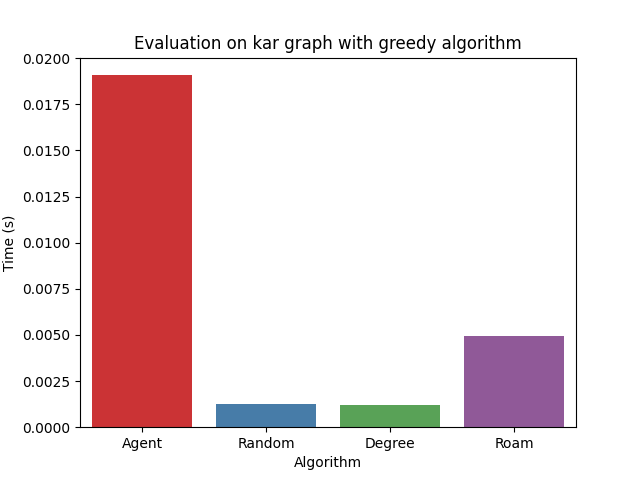 Evaluation on kar graph with greedy algorithm
0.0200
0.0175
0.0150
0.0125
0.0100
0.0075
0.0050
0.0025
0.0000
Time (s)
Agent Random Degree Roam
Algorithm